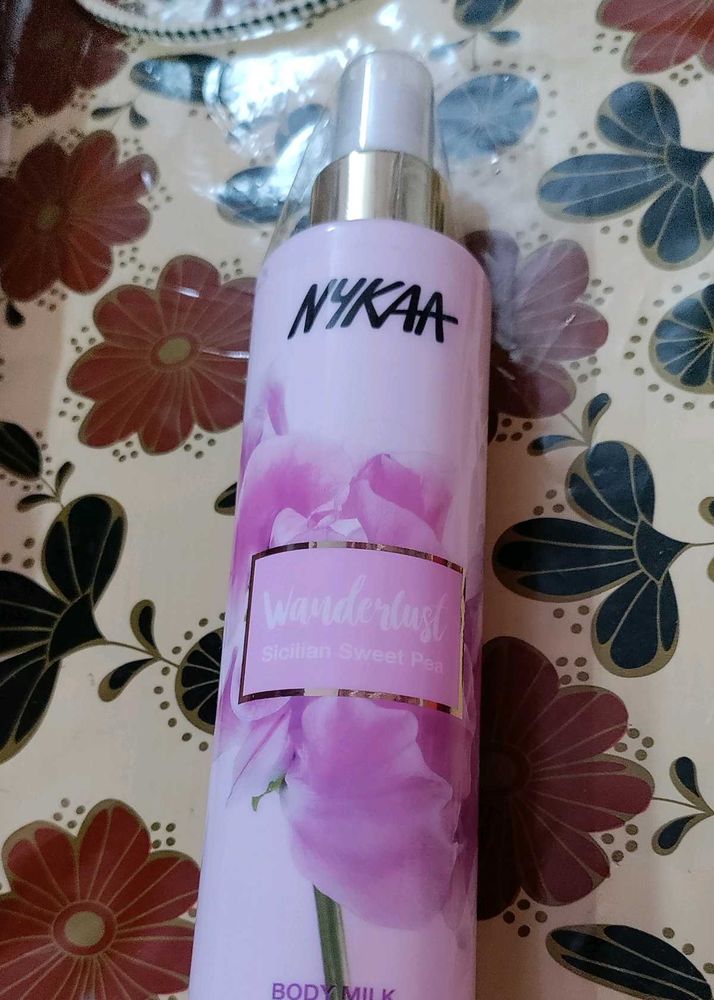 NYKAA
Wanderlust
Sicilian Sweet Pea
BODY MILK